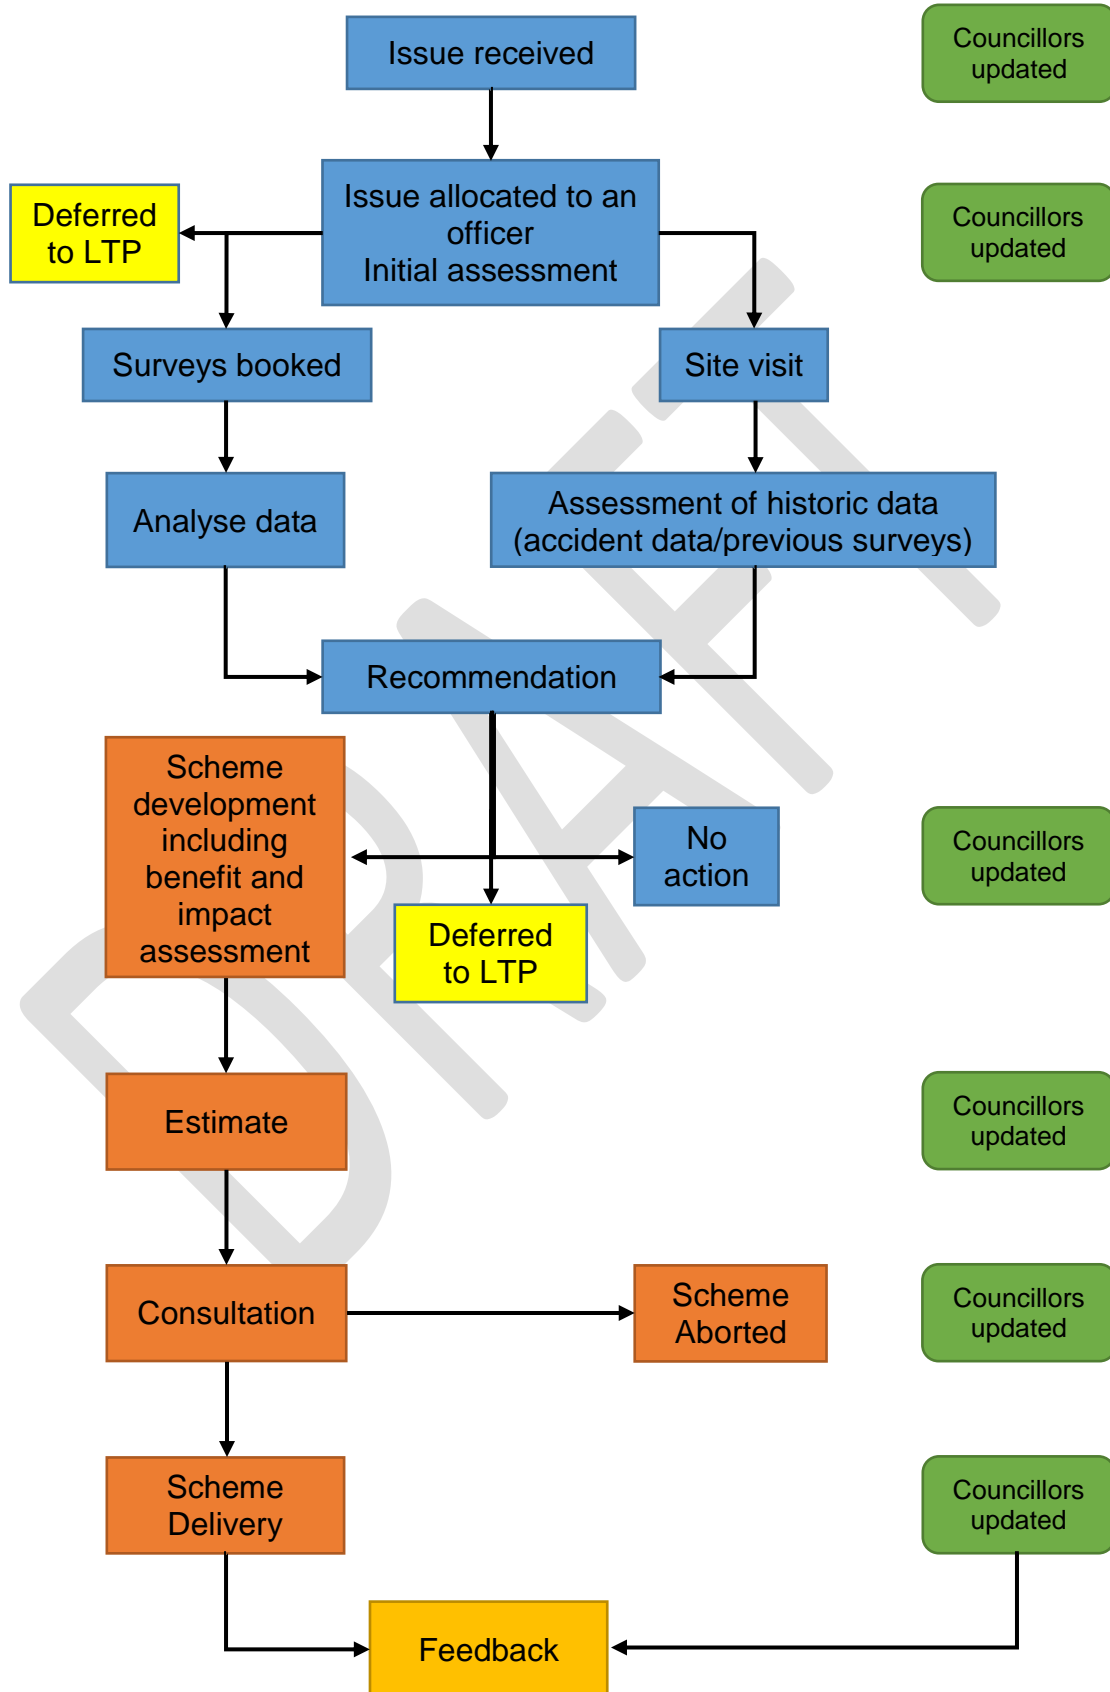 Issue received
Councillors
updated
Deferred
to LTP
Issue allocated to an
officer
Initial assessment
Councillors
updated
Surveys booked
Site visit
Analyse data
Assessment of historic data
(accident data/previous surveys)
Recommendation
Scheme
development
including
benefit and
impact
assessment
No
action
Councillors
updated
Deferred
to LTP
Estimate
Councillors
updated
Consultation
Scheme
Aborted
Councillors
updated
Scheme
Delivery
Councillors
updated
Feedback
DRAFT